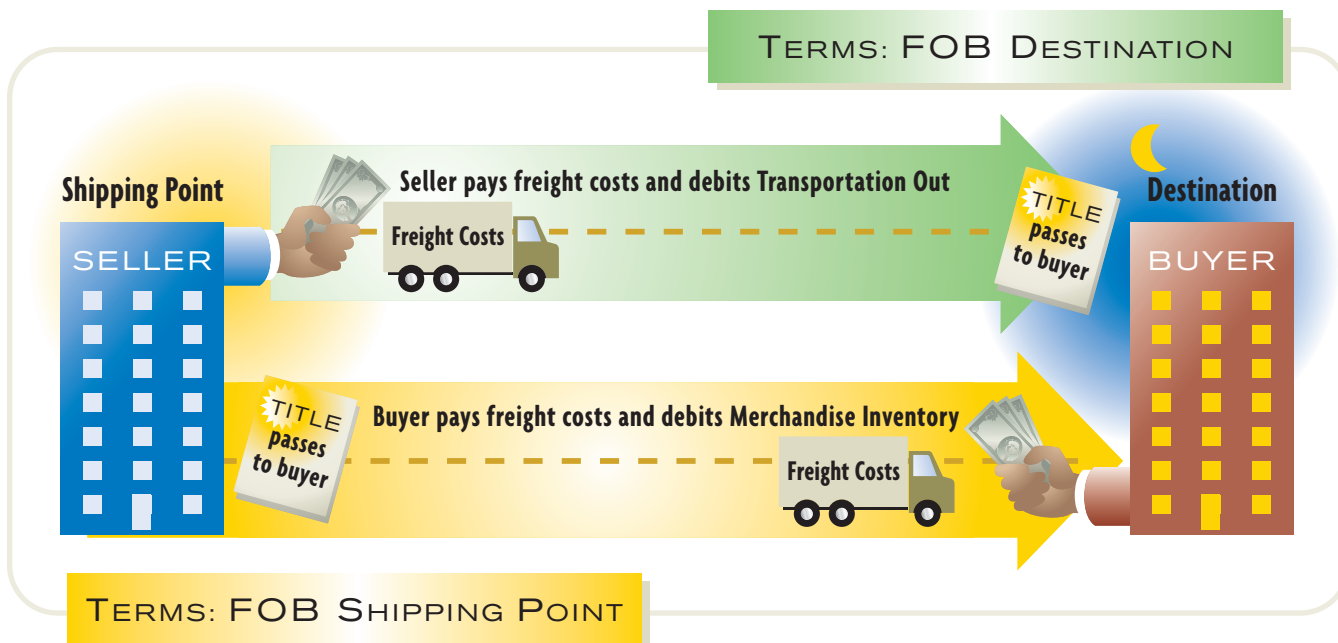 TERMS: FOB DESTINATION
Shipping Point
SELLER
Seller pays freight costs and debits Transportation Out
Freight Costs
TITLE
passes
to buyer
Destination
BUYER
TITLE
passes
to buyer
Buyer pays freight costs and debits Merchandise Inventory
Freight Costs
TERMS: FOB SHIPPING POINT